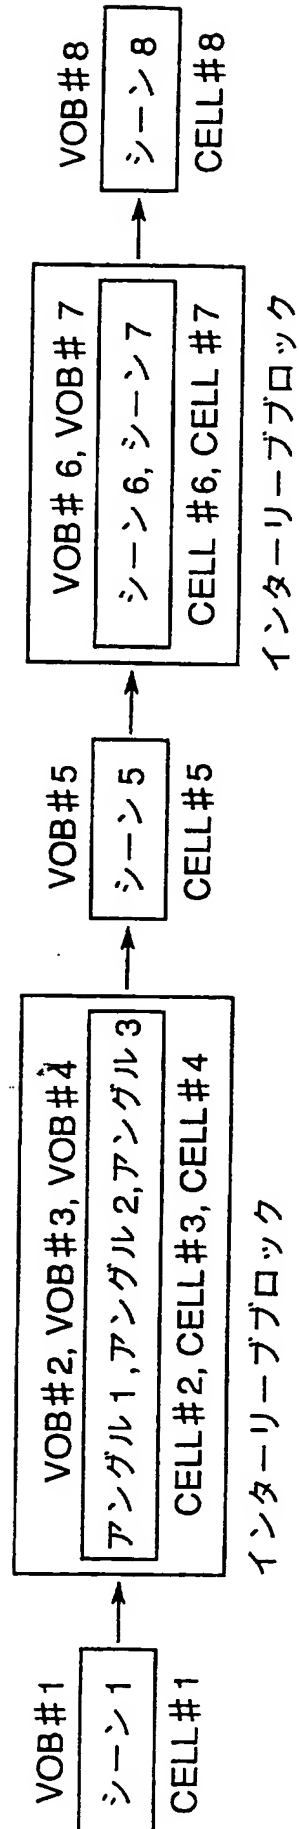 VOB#1
シーン1
CELL#1
VOB#2, VOB#3, VOB#4
アングル1,アングル2,アングル3
CELL#2, CELL#3, CELL#4
インターリーブブロック
VOB#5
シーン5
CELL#5
VOB# 6, VOB# 7
シーン6, シーン7
CELL #6, CELL #7
インターリーブブロック
VOB#8
シーン8
CELL#8